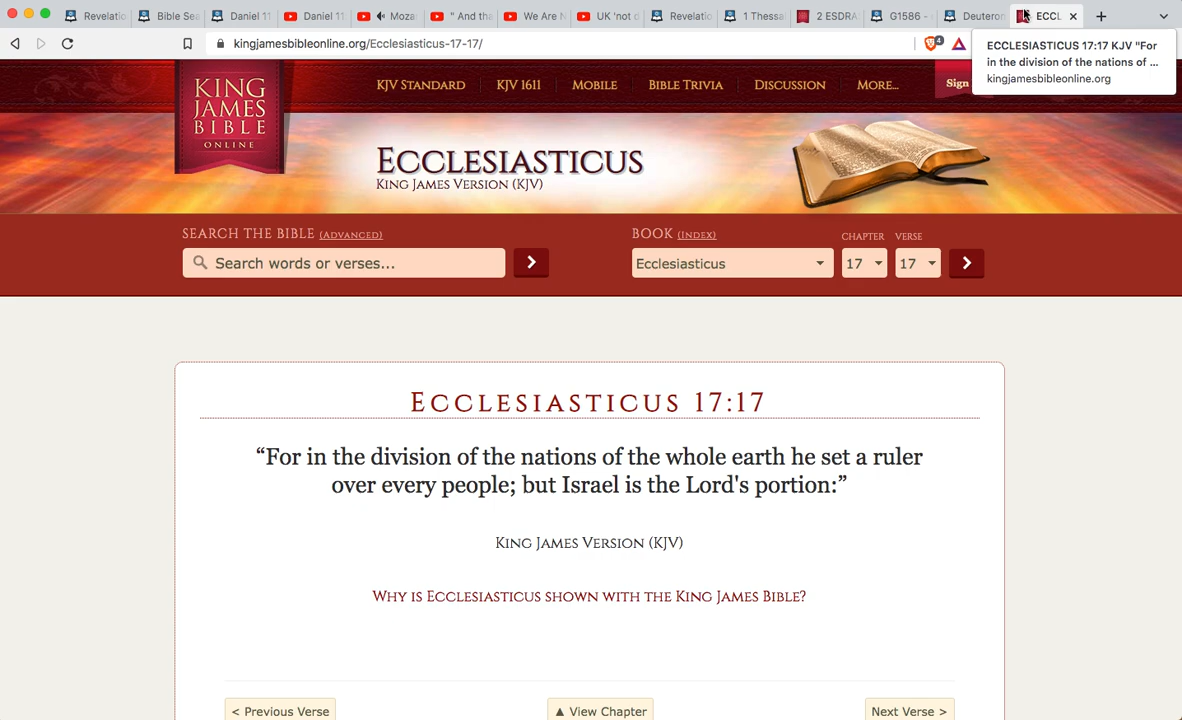 Revelatio
Bible Sea
Daniel 11
Daniel 11:
Moza
" And tha
We Are N
UK 'not d
Revelatio
1 Thessa
2 ESDRA
G1586 -
Deuteron
ECCL
kingjamesbibleonline.org/Ecclesiasticus-17-17/
4
ECCLESIASTICUS 17:17 KJV "For
in the division of the nations of ...
kingjamesbibleonline.org
KING
JAMES
BIBLE
ONLINE
KJV STANDARD
KJV 1611
MOBILE
BIBLE TRIVIA
DISCUSSION
MORE...
Sign
ECCLESIASTICUS
KING JAMES VERSION (KJV)
SEARCH THE BIBLE (ADVANCED)
Search words or verses...
BOOK (INDEX)
CHAPTER
VERSE
Ecclesiasticus
17
17
ECCLESIASTICUS 17:17
“For in the division of the nations of the whole earth he set a ruler
over every people; but Israel is the Lord's portion:”
KING JAMES VERSION (KJV)
WHY IS ECCLESIASTICUS SHOWN WITH THE KING JAMES BIBLE?
< Previous Verse
▲ View Chapter
Next Verse >